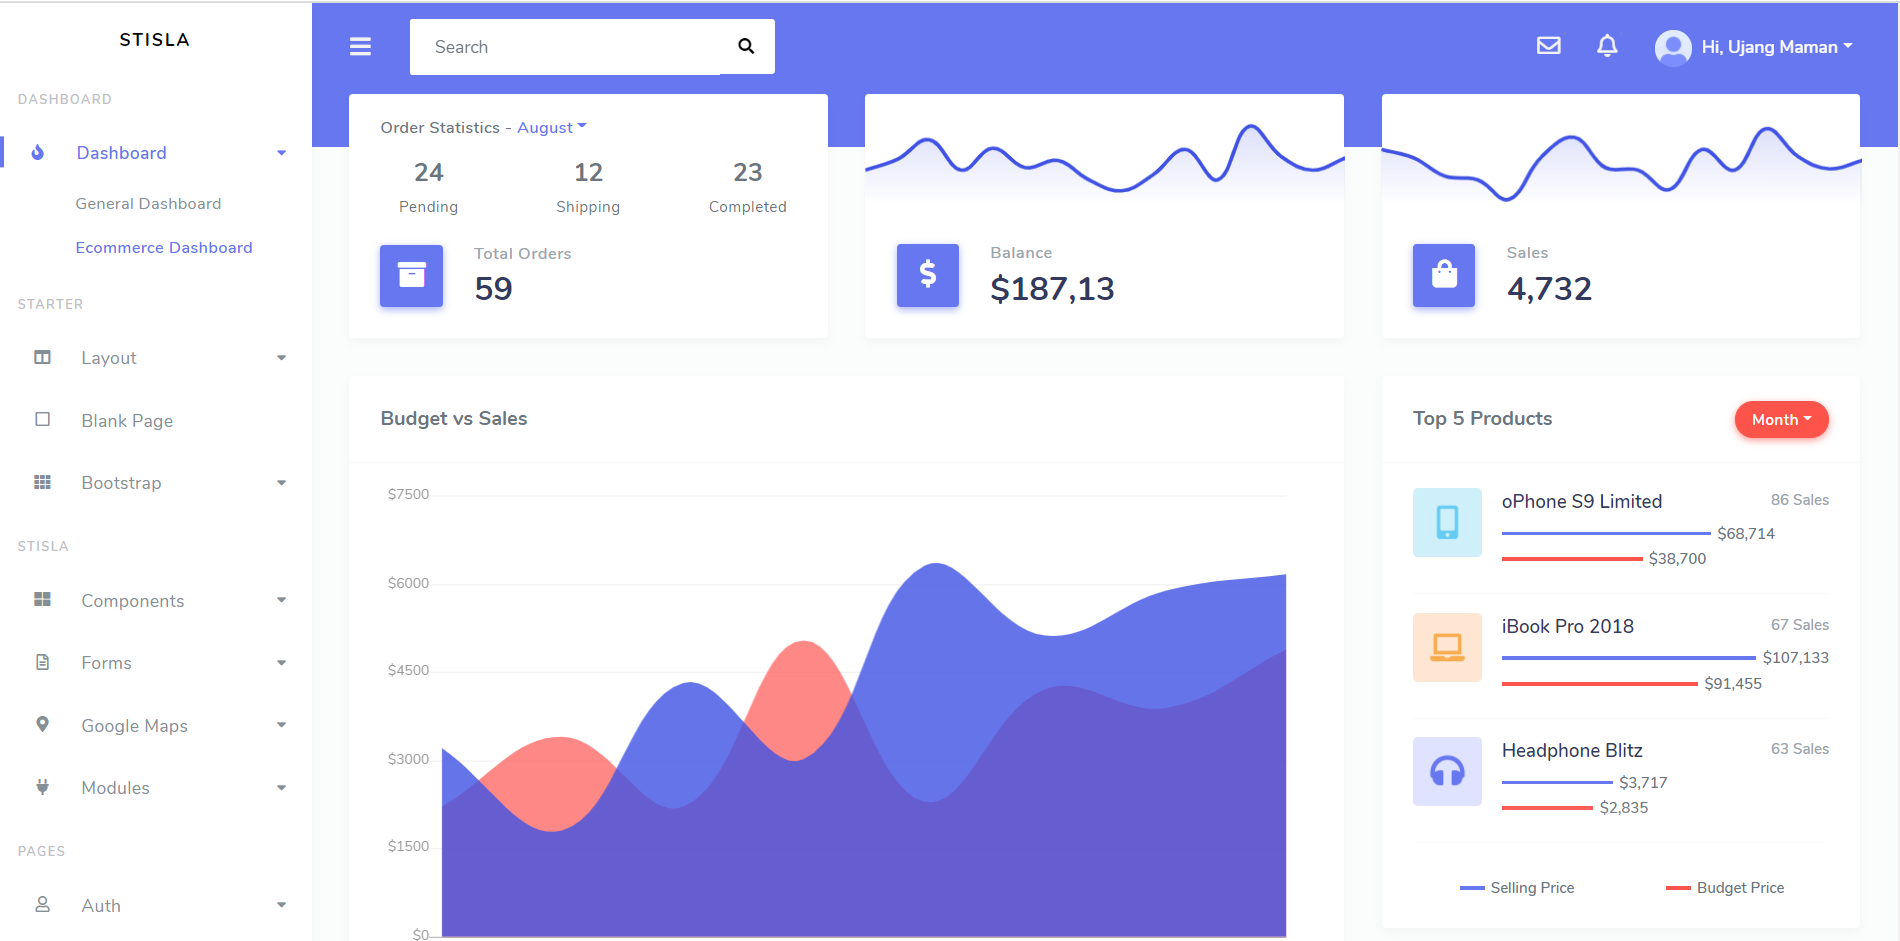 STISLA
DASHBOARD
Dashboard
General Dashboard
Ecommerce Dashboard
STARTER
Layout
Blank Page
Bootstrap
STISLA
Components
Forms
Google Maps
Modules
PAGES
Auth
Search
Hi, Ujang Maman
Order Statistics - August
24 12 23
Pending Shipping Completed
Total Orders
59
Balance
$187,13
Sales
4,732
Budget vs Sales
$7500
$6000
$4500
$3000
$1500
$0
Top 5 Products Month
oPhone S9 Limited 86 Sales
$68,714
$38,700
iBook Pro 2018 67 Sales
$107,133
$91,455
Headphone Blitz 63 Sales
$3,717
$2,835
Selling Price Budget Price